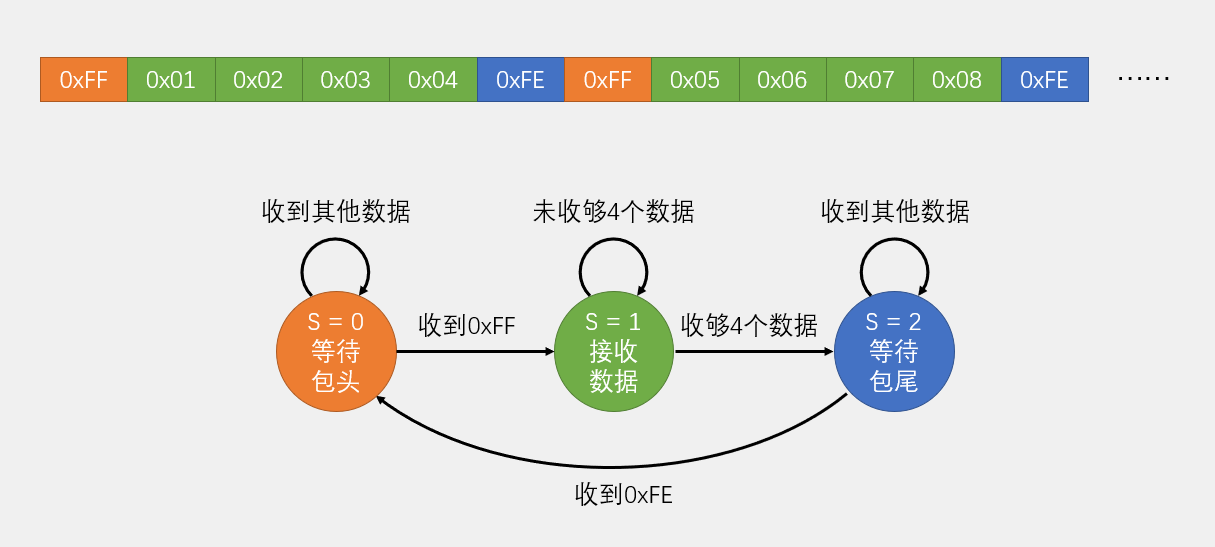 0xFF 0x01 0x02 0x03 0x04 0xFE 0xFF 0x05 0x06 0x07 0x08 0xFE ……
收到其他数据
未收够4个数据
收到其他数据
S = 0
等待
包头
收到0xFF
S = 1
接收
数据
收够4个数据
S = 2
等待
包尾
收到0xFE